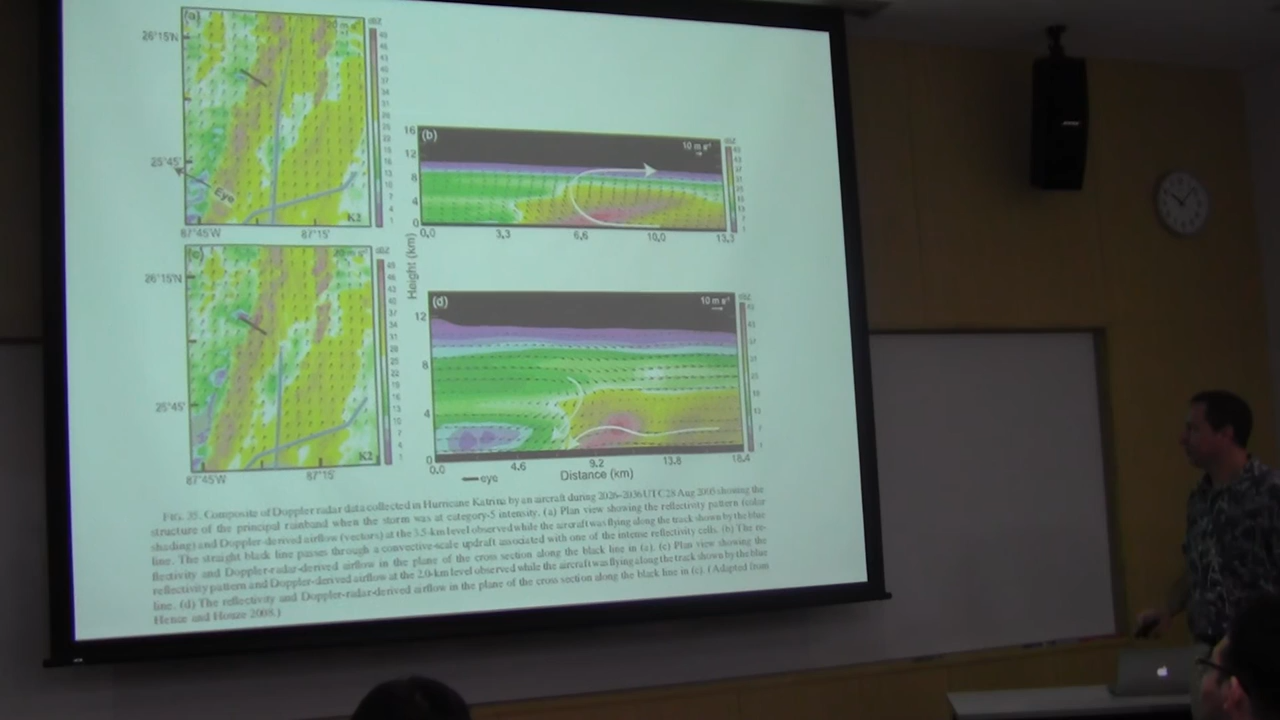 (a)
dBZ
26°15'N
25°45'
Eye
K2
87°45'W 87°15'
(b)
10 m s⁻¹
dBZ
16
12
8
4
0
0.0 3.3 6.6 10.0 13.3
Height (km)
(c)
dBZ
26°15'N
25°45'
K2
87°45'W 87°15'
(d)
10 m s⁻¹
dBZ
12
8
4
0
0.0 4.6 9.2 13.8 18.4
eye Distance (km)
FIG. 35. Composite of Doppler radar data collected in Hurricane Katrina by an aircraft during 2026–2036 UTC 28 Aug 2005 showing the
structure of the principal rainband when the storm was at category-5 intensity. (a) Plan view showing the reflectivity pattern (color
shading) and Doppler-derived airflow (vectors) at the 3.5-km level observed while the aircraft was flying along the track shown by the blue
line. The straight black line passes through a convective-scale updraft associated with one of the intense reflectivity cells. (b) The re-
flectivity and Doppler-radar-derived airflow in the plane of the cross section along the black line in (a). (c) Plan view showing the
reflectivity pattern and Doppler-derived airflow at the 2.0-km level observed while the aircraft was flying along the track shown by the blue
line. (d) The reflectivity and Doppler-radar-derived airflow in the plane of the cross section along the black line in (c). (Adapted from
Hence and Houze 2008.)